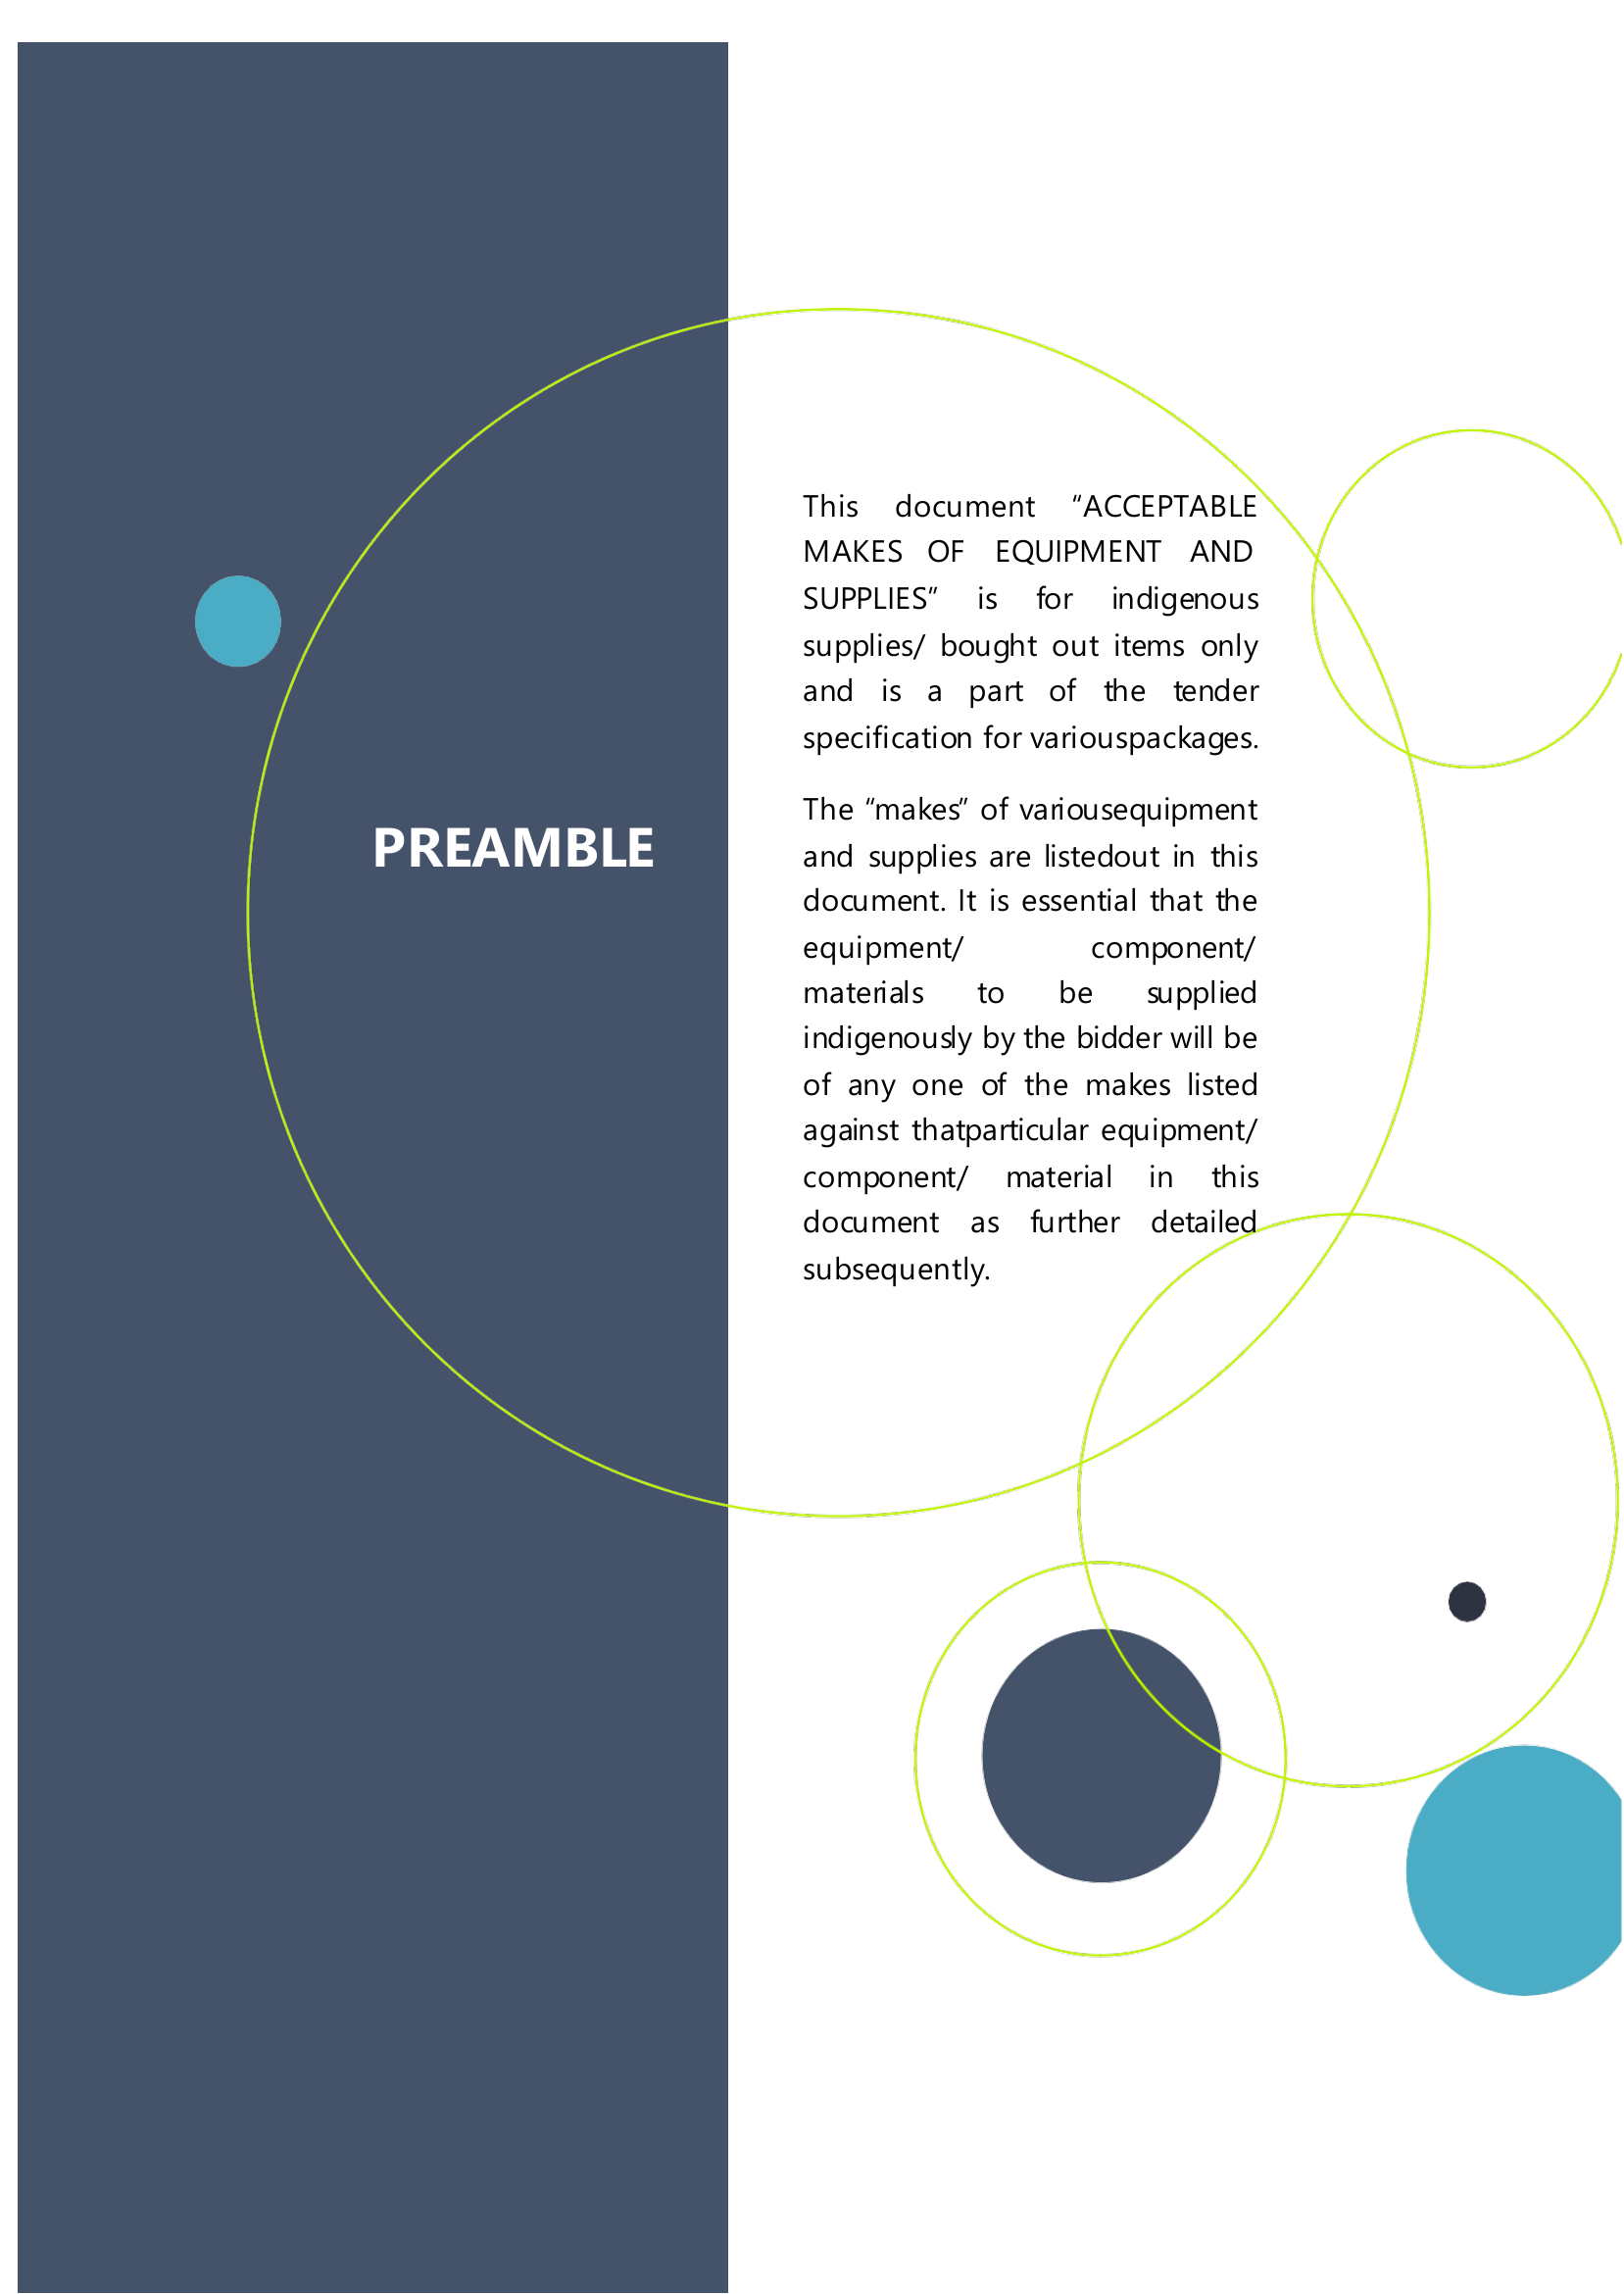 PREAMBLE
This document “ACCEPTABLE
MAKES OF EQUIPMENT AND
SUPPLIES” is for indigenous
supplies/ bought out items only
and is a part of the tender
specification for variouspackages.
The “makes” of variousequipment
and supplies are listedout in this
document. It is essential that the
equipment/ component/
materials to be supplied
indigenously by the bidder will be
of any one of the makes listed
against thatparticular equipment/
component/ material in this
document as further detailed
subsequently.